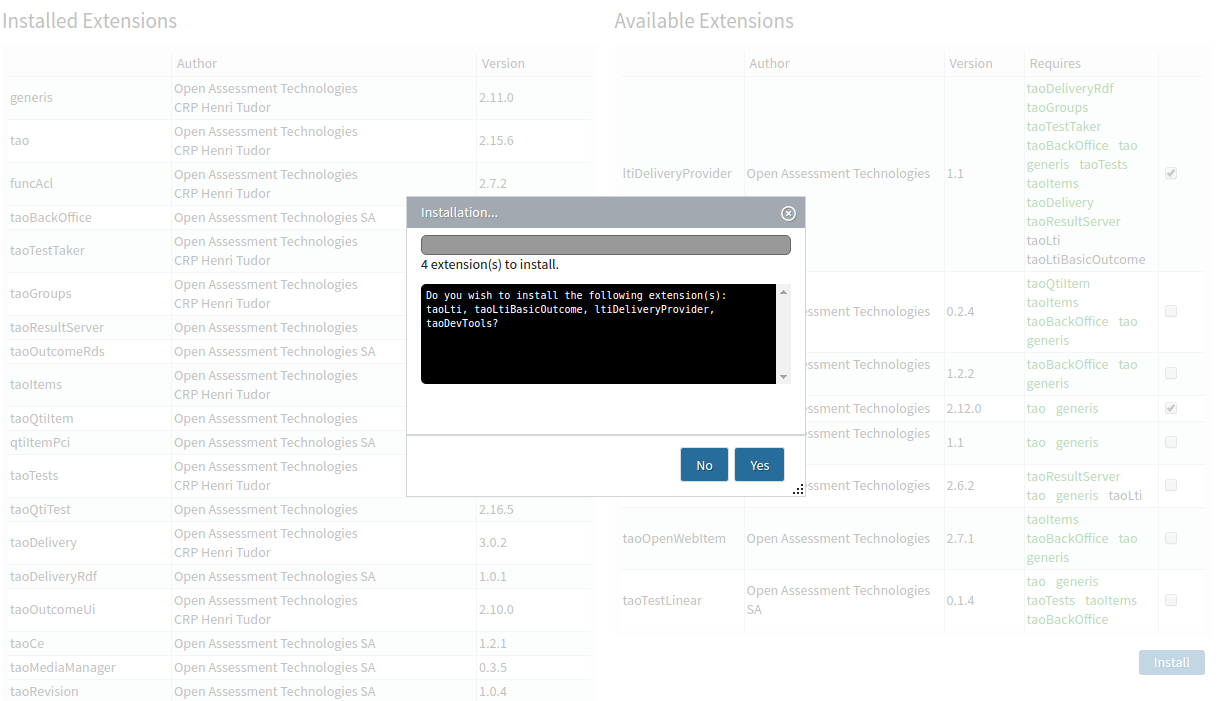 Installed Extensions
Author Version
generis Open Assessment Technologies 2.11.0
CRP Henri Tudor
tao Open Assessment Technologies 2.15.6
CRP Henri Tudor
funcAcl Open Assessment Technologies 2.7.2
CRP Henri Tudor
taoBackOffice Open Assessment Technologies SA
taoTestTaker Open Assessment Technologies
CRP Henri Tudor
taoGroups Open Assessment Technologies
CRP Henri Tudor
taoResultServer Open Assessment Technologies
taoOutcomeRds Open Assessment Technologies SA
taoItems Open Assessment Technologies
CRP Henri Tudor
taoQtiItem Open Assessment Technologies
qtiItemPci Open Assessment Technologies SA
taoTests Open Assessment Technologies
CRP Henri Tudor
taoQtiTest Open Assessment Technologies 2.16.5
taoDelivery Open Assessment Technologies 3.0.2
CRP Henri Tudor
taoDeliveryRdf Open Assessment Technologies SA 1.0.1
taoOutcomeUi Open Assessment Technologies 2.10.0
CRP Henri Tudor
taoCe Open Assessment Technologies SA 1.2.1
taoMediaManager Open Assessment Technologies SA 0.3.5
taoRevision Open Assessment Technologies SA 1.0.4
Available Extensions
Author Version Requires
ltiDeliveryProvider Open Assessment Technologies 1.1
taoDeliveryRdf
taoGroups
taoTestTaker
taoBackOffice tao
generis taoTests
taoItems
taoDelivery
taoResultServer
taoLti
taoLtiBasicOutcome
ssment Technologies 0.2.4
taoQtiItem
taoItems
taoBackOffice tao
generis
ssment Technologies 1.2.2
taoBackOffice tao
generis
ssment Technologies 2.12.0 tao generis
ssment Technologies 1.1 tao generis
ssment Technologies 2.6.2
taoResultServer
tao generis taoLti
taoOpenWebItem Open Assessment Technologies 2.7.1
taoItems
taoBackOffice tao
generis
taoTestLinear Open Assessment Technologies 0.1.4
SA
tao generis
taoTests taoItems
taoBackOffice
Install
Installation...
4 extension(s) to install.
Do you wish to install the following extension(s):
taoLti, taoLtiBasicOutcome, ltiDeliveryProvider,
taoDevTools?
No Yes